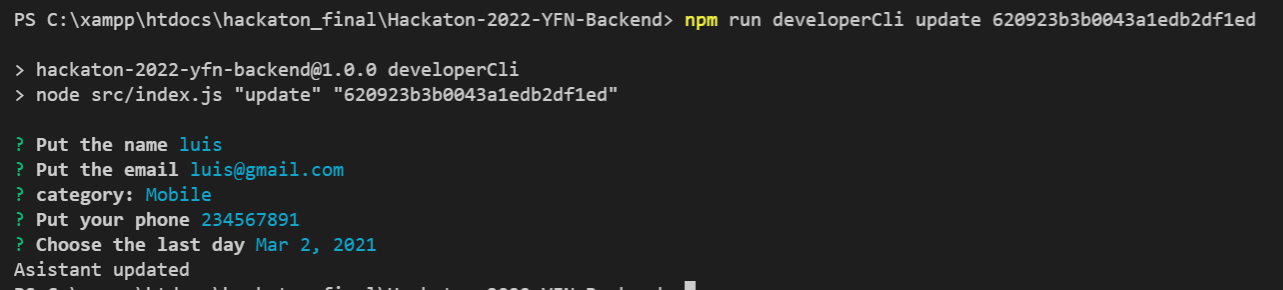 PS C:\xampp\htdocs\hackaton_final\Hackaton-2022-YFN-Backend> npm run developerCli update 620923b3b0043a1edb2df1ed
> hackaton-2022-yfn-backend@1.0.0 developerCli
> node src/index.js "update" "620923b3b0043a1edb2df1ed"
? Put the name luis
? Put the email luis@gmail.com
? category: Mobile
? Put your phone 234567891
? Choose the last day Mar 2, 2021
Asistant updated